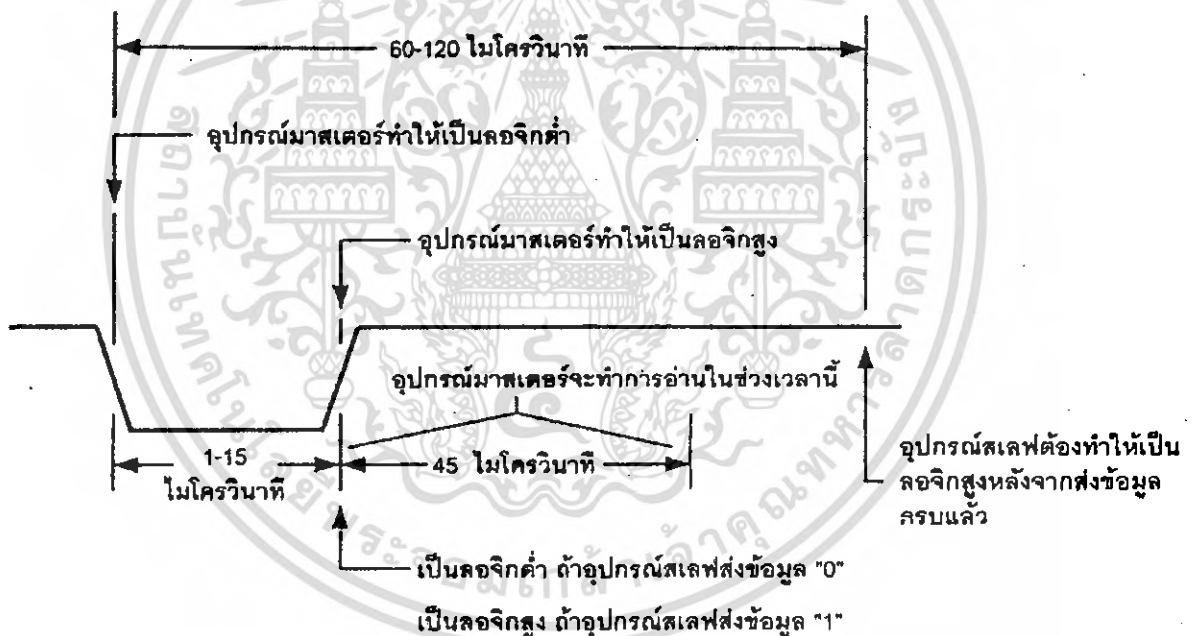 60-120 ไมโครวินาที
อุปกรณ์มาสเตอร์ทำให้เป็นลอจิกต่ำ
อุปกรณ์มาสเตอร์ทำให้เป็นลอจิกสูง
อุปกรณ์มาสเตอร์จะทำการอ่านในช่วงเวลานี้
1-15
ไมโครวินาที
45 ไมโครวินาที
อุปกรณ์สเลฟต้องทำให้เป็น
ลอจิกสูงหลังจากส่งข้อมูล
ครบแล้ว
เป็นลอจิกต่ำ ถ้าอุปกรณ์สเลฟส่งข้อมูล "0"
เป็นลอจิกสูง ถ้าอุปกรณ์สเลฟส่งข้อมูล "1"